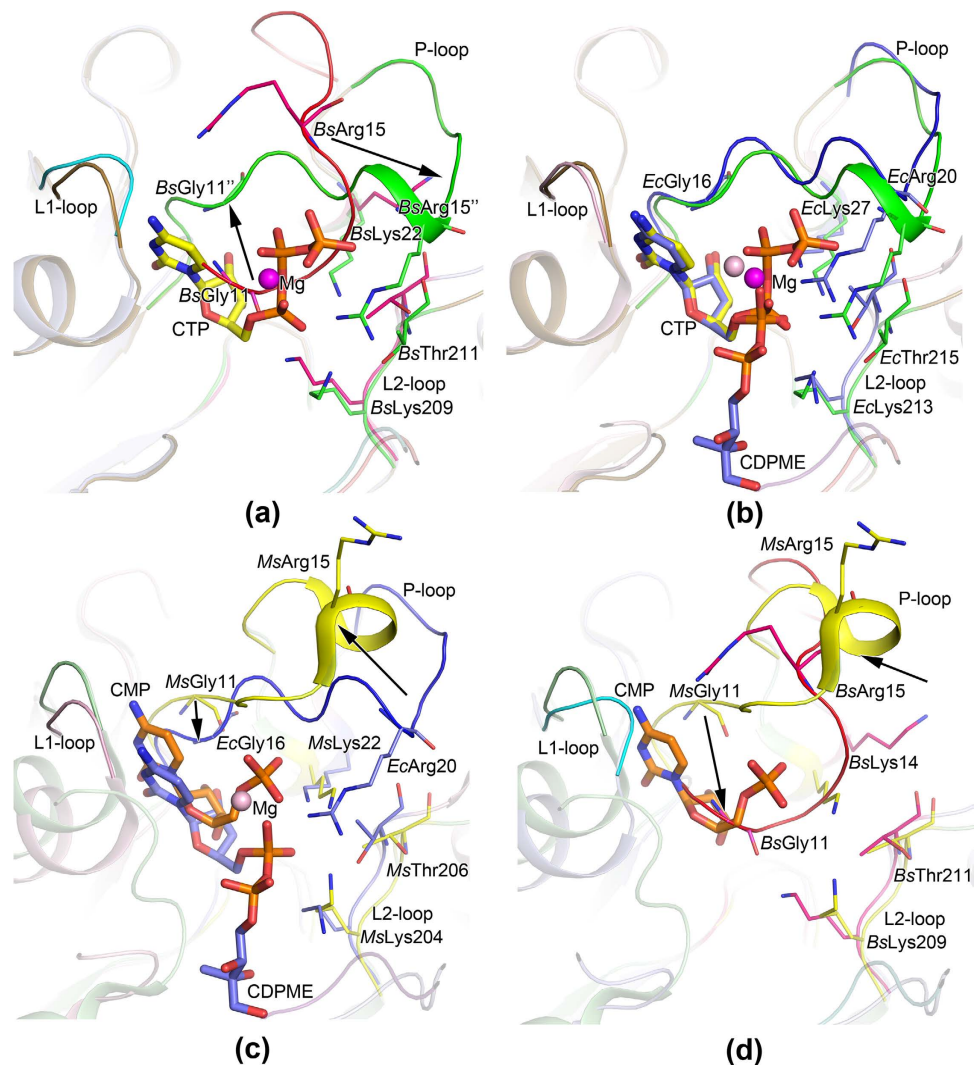 P-loop
BsArg15
L1-loop
BsGly11’’
BsArg15’’
BsLys22
Mg
BsGly11
CTP
BsThr211
L2-loop
BsLys209
(a)
P-loop
L1-loop
EcGly16
EcArg20
EcLys27
Mg
CTP
EcThr215
L2-loop
EcLys213
CDPME
(b)
MsArg15
P-loop
MsGly11
CMP
L1-loop
EcGly16
MsLys22
EcArg20
Mg
MsThr206
L2-loop
MsLys204
CDPME
(c)
MsArg15
P-loop
MsGly11
CMP
BsArg15
L1-loop
BsLys14
BsGly11
BsThr211
L2-loop
BsLys209
(d)